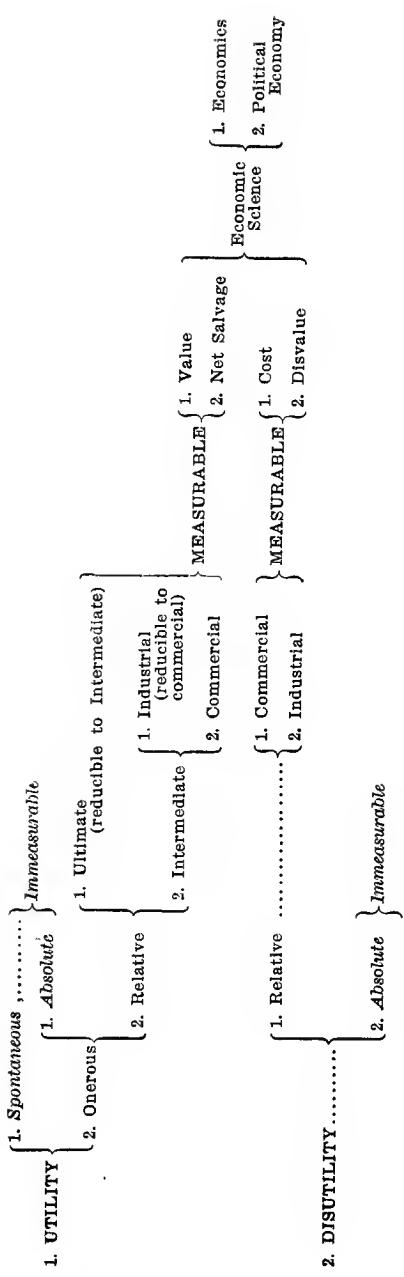 1. UTILITY
1. Spontaneous ,.........
2. Onerous
1. Absolute
Immeasurable
2. Relative
1. Ultimate
(reducible to Intermediate)
2. Intermediate
1. Industrial
(reducible to
commercial)
2. Commercial
MEASURABLE
1. Value
2. Net Salvage
2. DISUTILITY..........
1. Relative ......................
2. Absolute
Immeasurable
1. Commercial
2. Industrial
MEASURABLE
1. Cost
2. Disvalue
Economic
Science
1. Economics
2. Political
Economy